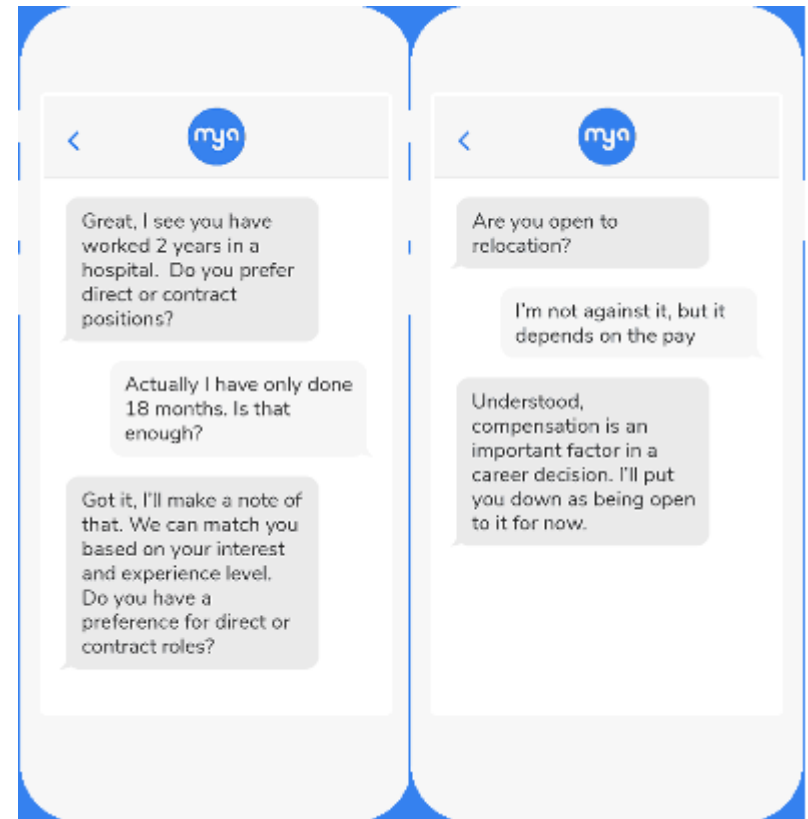 mya
Great, I see you have
worked 2 years in a
hospital.  Do you prefer
direct or contract
positions?
Actually I have only done
18 months. Is that
enough?
Got it, I'll make a note of
that. We can match you
based on your interest
and experience level.
Do you have a
preference for direct or
contract roles?
mya
Are you open to
relocation?
I'm not against it, but it
depends on the pay
Understood,
compensation is an
important factor in a
career decision. I'll put
you down as being open
to it for now.